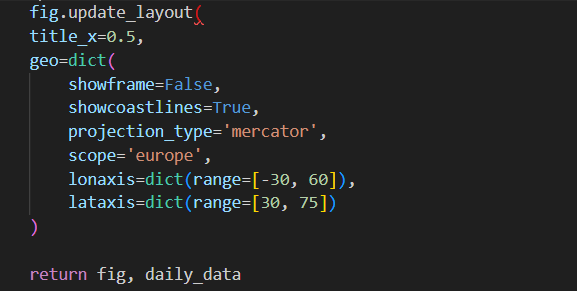 fig.update_layout(
title_x=0.5,
geo=dict(
    showframe=False,
    showcoastlines=True,
    projection_type='mercator',
    scope='europe',
    lonaxis=dict(range=[-30, 60]),
    lataxis=dict(range=[30, 75])
)
return fig, daily_data